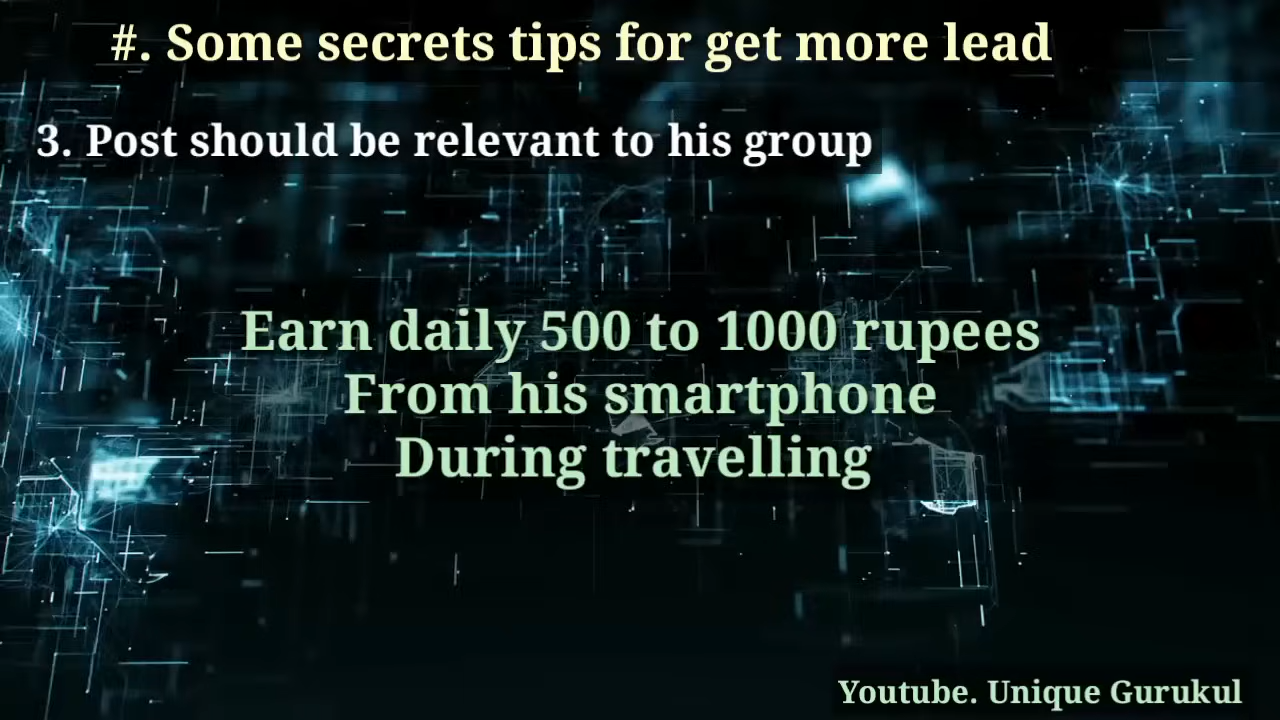 #. Some secrets tips for get more lead
3. Post should be relevant to his group
Earn daily 500 to 1000 rupees
From his smartphone
During travelling
Youtube. Unique Gurukul